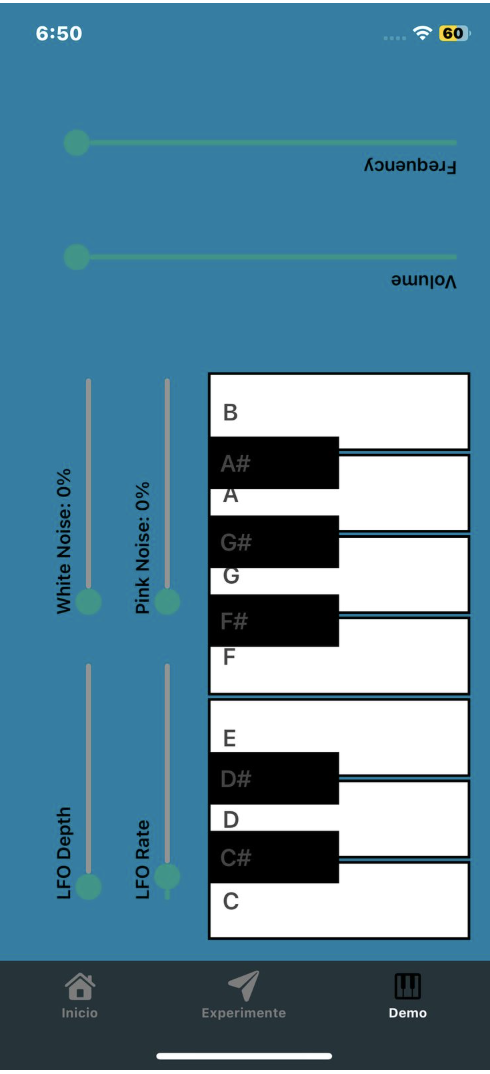 6:50
60
Frequency
Volume
White Noise: 0%
Pink Noise: 0%
LFO Depth
LFO Rate
B
A#
A
G#
G
F#
F
E
D#
D
C#
C
Inicio
Experimente
Demo